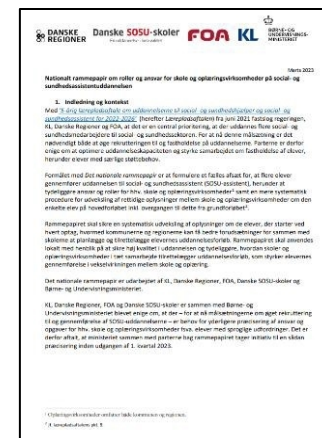 DANSKE
REGIONER
Danske SOSU-skoler
FOA
KL
BØRNE- OG
UNDERVISNINGS-
MINISTERIET
Marts 2023
Nationalt rammepapir om roller og ansvar for skole og oplæringsvirksomheder på social- og
sundhedsassistentuddannelsen
1. Indledning og kontekst
Med "6-årig lærepladsaftale om uddannelserne til social- og sundhedshjælper og social- og
sundhedsassistent for 2022-2026" (herefter Lærepladsaftalen) fra juni 2021 fastslog regeringen,
KL, Danske Regioner og FOA, at det er en central prioritering, at der uddannes flere social- og
sundhedsmedarbejdere til social- og sundhedssektoren. For at nå denne målsætning er det
nødvendigt både at øge rekrutteringen til og fastholdelse på uddannelserne. Parterne er derfor
enige om at optimere uddannelseskapaciteten og styrke samarbejdet om fastholdelse af elever,
herunder elever med særlige støttebehov.
Formålet med Det nationale rammepapir er at formulere et fælles afsæt for, at flere elever
gennemfører uddannelsen til social- og sundhedsassistent (SOSU-assistent), herunder at
tydeliggøre ansvar og roller for hhv. skole og oplæringsvirksomheder¹ samt en mere systematisk
procedure for udveksling af rettidige oplysninger mellem skole og oplæringsvirksomheder om den
enkelte elev på hovedforløbet inkl. overgangen til dette fra grundforløbet².
Rammepapiret skal sikre en systematisk udveksling af oplysninger om de elever, der starter ved
hvert optag, hvormed kommunerne og regionerne kan få bedre forudsætninger for sammen med
skolerne at planlægge og tilrettelægge elevernes uddannelsesforløb. Rammepapiret skal anvendes
lokalt med henblik på at sikre høj kvalitet i uddannelsen og tydeliggøre, hvordan skoler og
oplæringsvirksomheder i tæt samarbejde tilrettelægger uddannelsesforløb, som styrker elevernes
gennemførelse i vekselvirkningen mellem skole og oplæring.
Det nationale rammepapir er udarbejdet af KL, Danske Regioner, FOA, Danske SOSU-skoler og
Børne- og Undervisningsministeriet.
KL, Danske Regioner, FOA og Danske SOSU-skoler er sammen med Børne- og
Undervisningsministeriet blevet enige om, at der – for at nå målsætningerne om øget rekruttering
til og gennemførelse af SOSU-uddannelserne – er behov for yderligere præcisering af ansvar og
opgaver for hhv. skole og oplæringsvirksomheder fsva. elever med sproglige udfordringer. Det er
derfor aftalt, at ministeriet sammen med parterne bag rammepapiret tager initiativ til en sådan
præcisering inden udgangen af 1. kvartal 2023.
¹ Oplæringsvirksomheder omfatter både kommuner og regioner.
² Jf. Lærepladsaftalens pkt. 9.